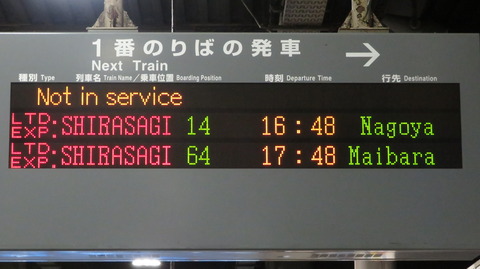 1番のりばの発車 →
Next Train
種別 Type 列車名 Train Name／乗車位置 Boarding Position 時刻 Departure Time 行先 Destination
Not in service
LTD. EXP. SHIRASAGI 14 16:48 Nagoya
LTD. EXP. SHIRASAGI 64 17:48 Maibara